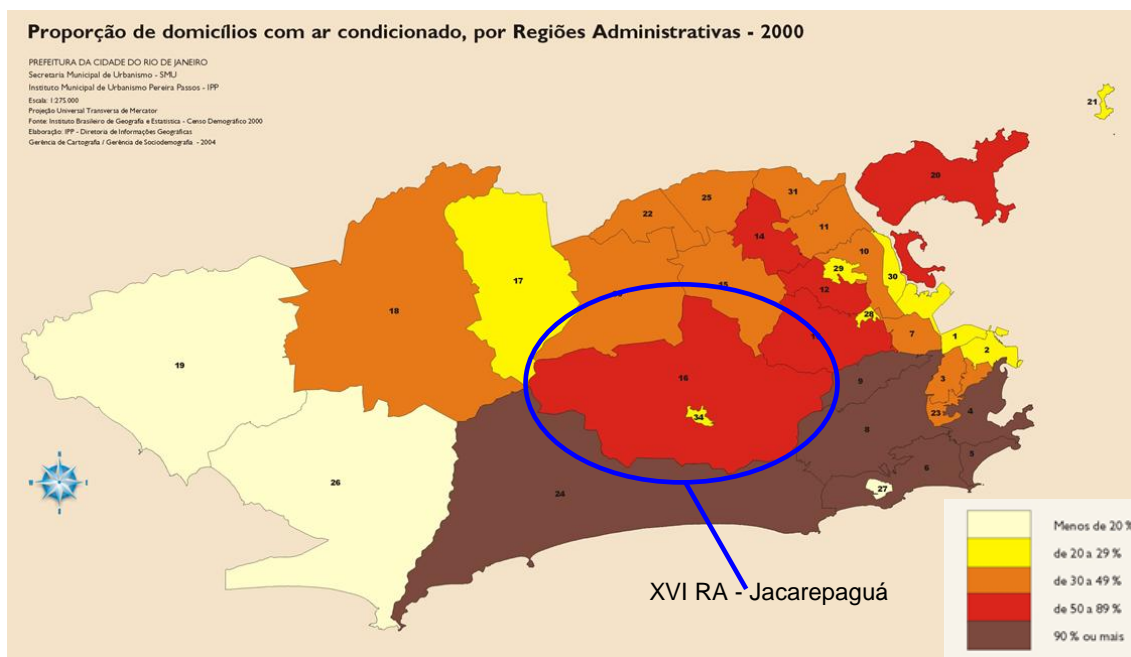 Proporção de domicílios com ar condicionado, por Regiões Administrativas - 2000
PREFEITURA DA CIDADE DO RIO DE JANEIRO
Secretaria Municipal de Urbanismo - SMU
Instituto Municipal de Urbanismo Pereira Passos - IPP
Escala: 1:275.000
Projeção Universal Transversa de Mercator
Fonte: Instituto Brasileiro de Geografia e Estatística - Censo Demográfico 2000
Elaboração: IPP - Diretoria de Informações Geográficas
Gerência de Cartografia / Gerência de Sociodemografia - 2004
21
20
31
25
22
11
14
10
29
30
17
12
15
18
28
7
1
2
19
16
9
3
34
23
4
8
5
6
26
27
24
N
W
E
S
Menos de 20 %
de 20 a 29 %
de 30 a 49 %
de 50 a 89 %
90 % ou mais
XVI RA - Jacarepaguá